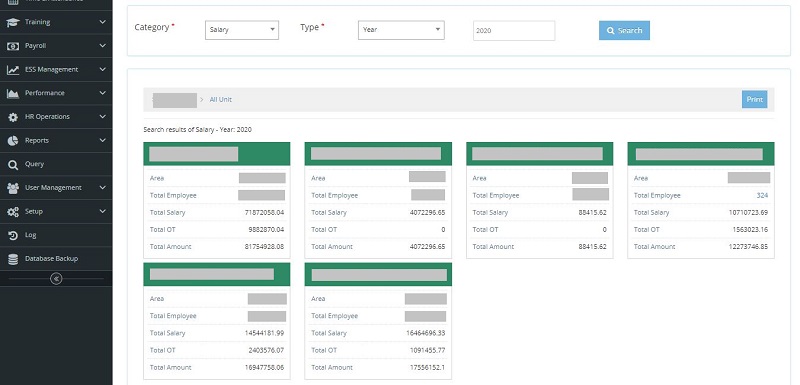 Training
Payroll
ESS Management
Performance
HR Operations
Reports
Query
User Management
Setup
Log
Database Backup
Category * Salary Type * Year 2020 Search
> All Unit Print
Search results of Salary - Year: 2020
Area
Total Employee
Total Salary 71872058.04
Total OT 9882870.04
Total Amount 81754928.08
Area
Total Employee
Total Salary 4072296.65
Total OT 0
Total Amount 4072296.65
Area
Total Employee
Total Salary 88415.62
Total OT 0
Total Amount 88415.62
Area
Total Employee 324
Total Salary 10710723.69
Total OT 1563023.16
Total Amount 12273746.85
Area
Total Employee
Total Salary 14544181.99
Total OT 2403576.07
Total Amount 16947758.06
Area
Total Employee
Total Salary 16464696.33
Total OT 1091455.77
Total Amount 17556152.1